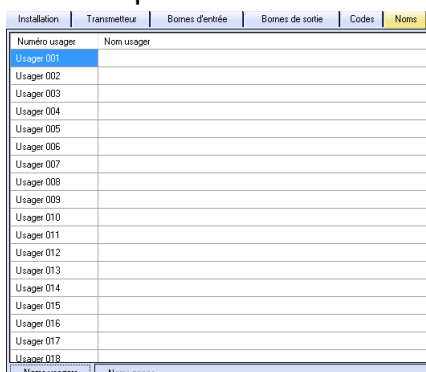 Installation Transmetteur Bornes d'entrée Bornes de sortie Codes Noms
Numéro usager Nom usager
Usager 001
Usager 002
Usager 003
Usager 004
Usager 005
Usager 006
Usager 007
Usager 008
Usager 009
Usager 010
Usager 011
Usager 012
Usager 013
Usager 014
Usager 015
Usager 016
Usager 017
Usager 018